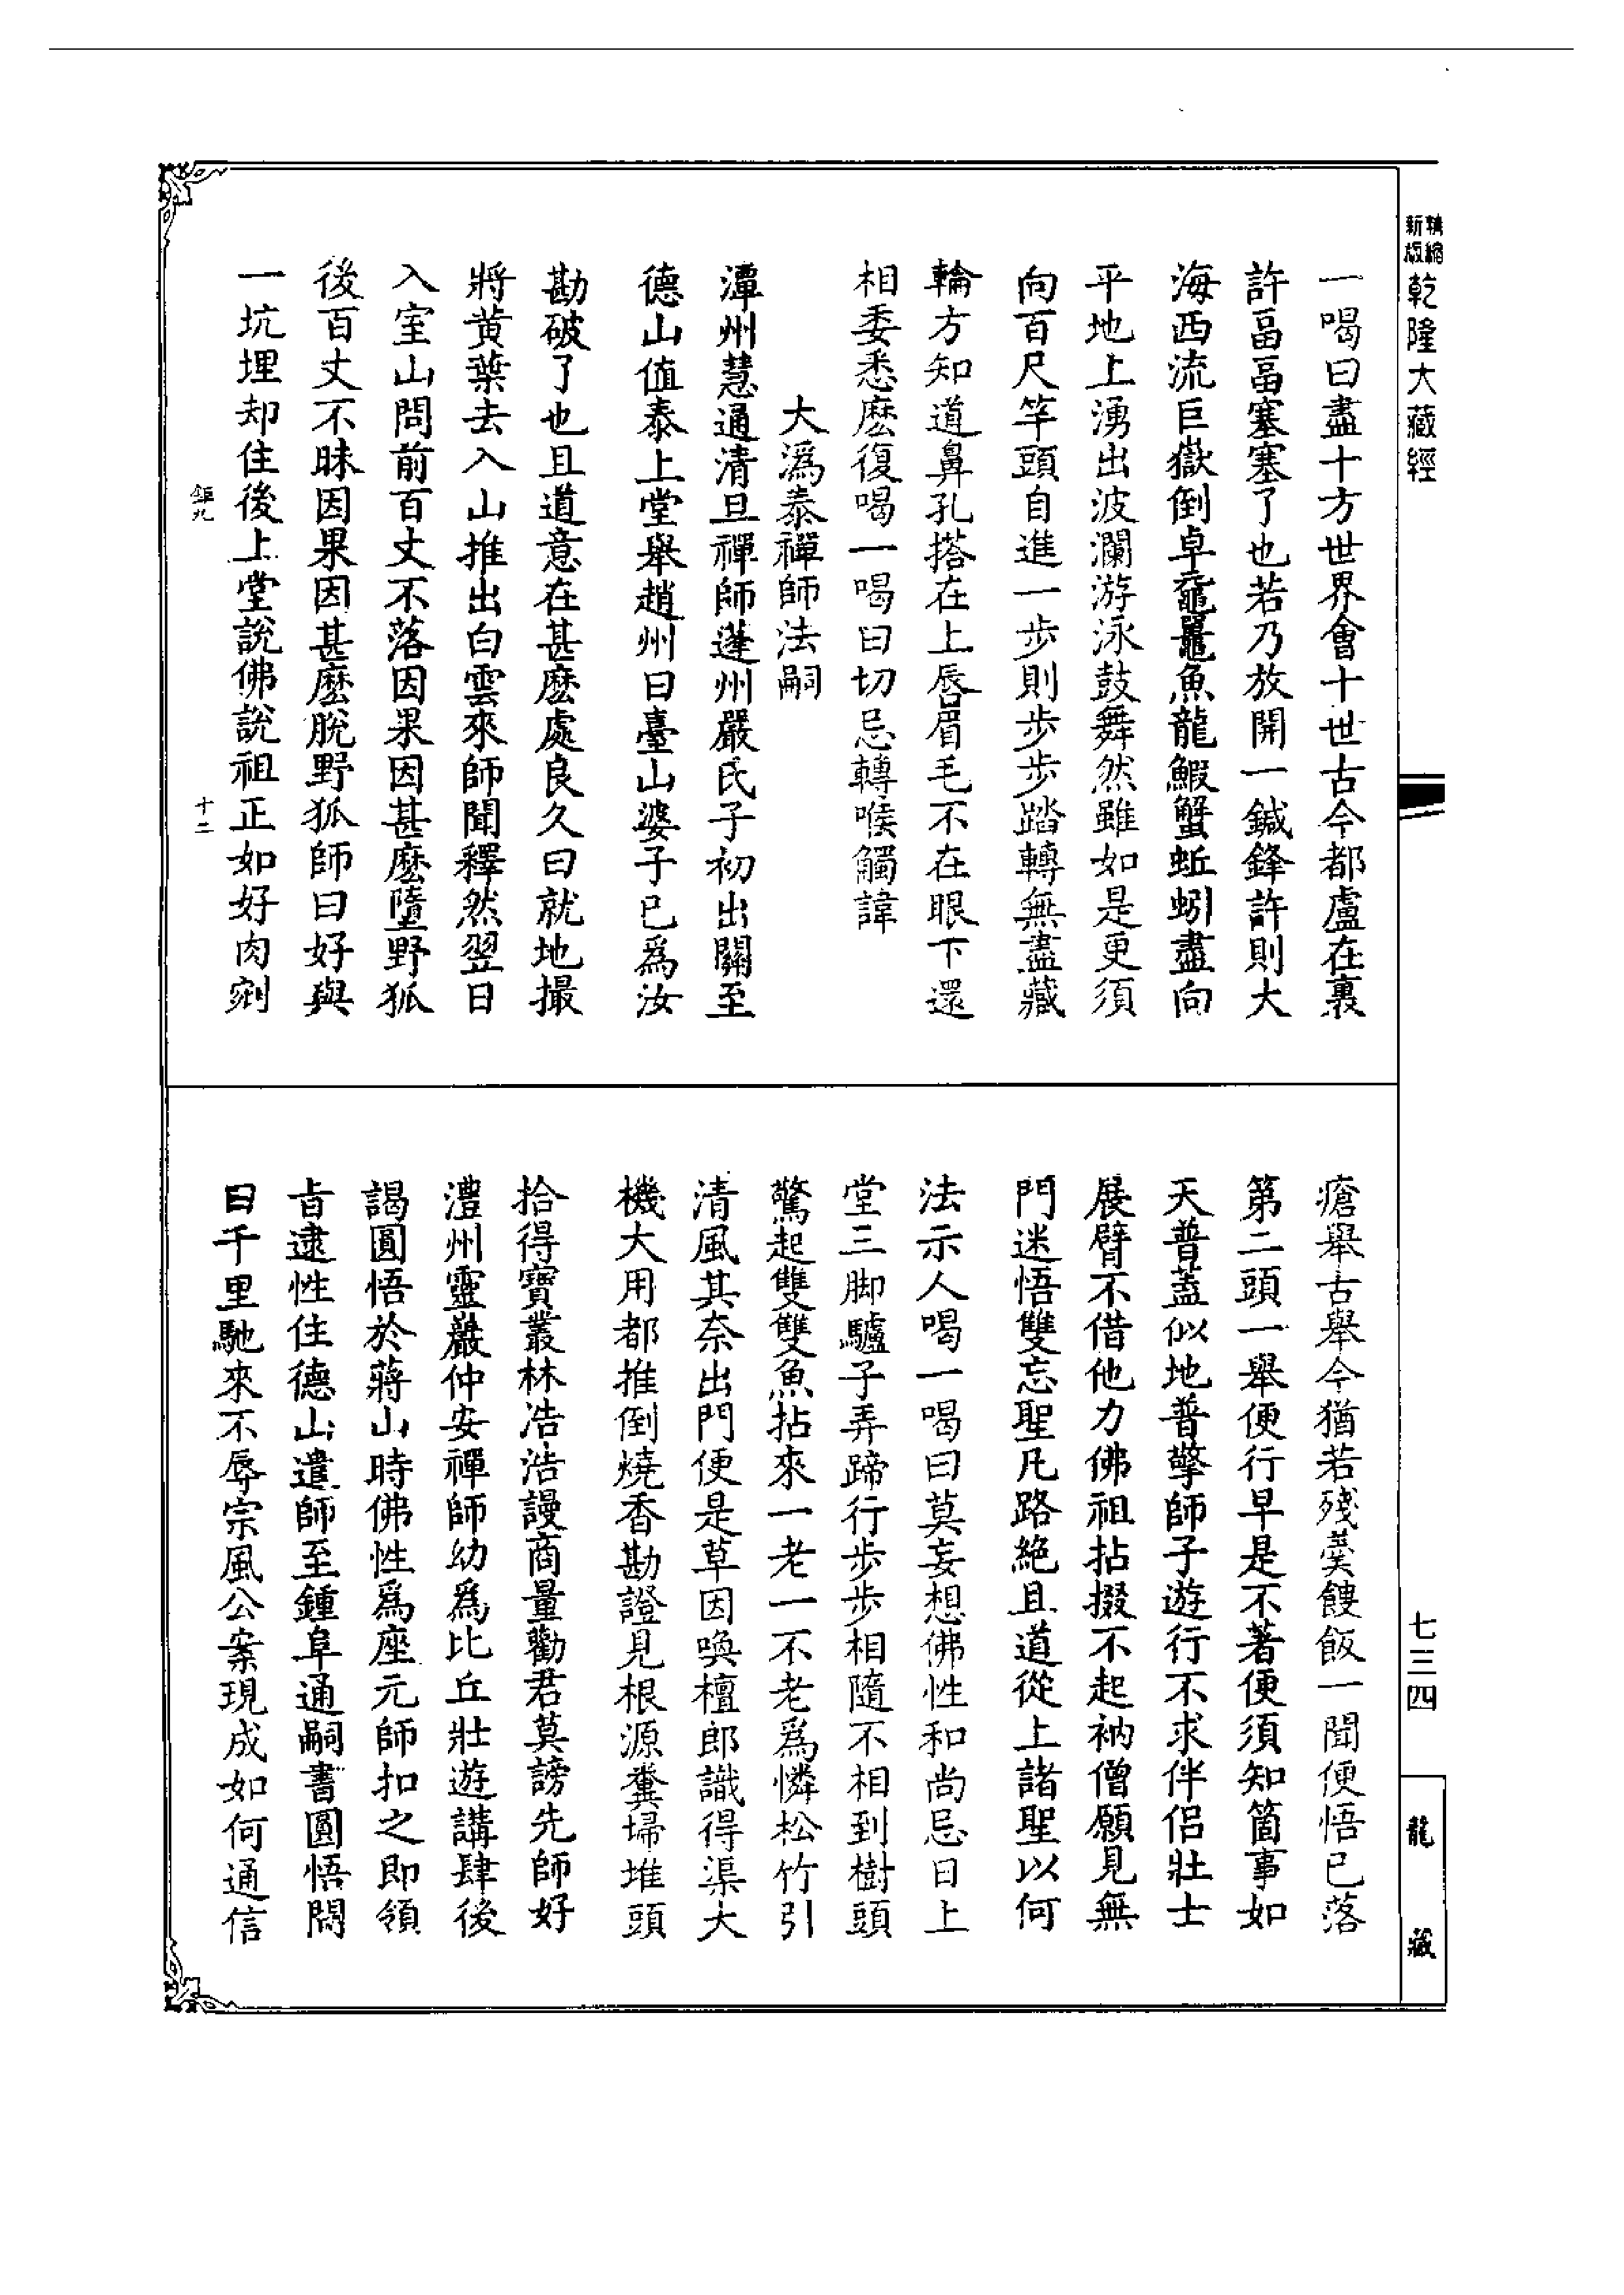 精縮新版乾隆大藏經
一喝曰盡十方世界會十世古今都盧在裏
許畐畐塞塞了也若乃放開一鍼鋒許則大
海西流巨嶽倒卓黿鼉魚龍鰕蟹蚯蚓盡向
平地上湧出波瀾游泳鼓舞然雖如是更須
向百尺竿頭自進一步則步步踏轉無盡藏
輪方知道鼻孔搭在上唇眉毛不在眼下還
相委悉麼復喝一喝曰切忌轉喉觸諱
大溈泰禪師法嗣
潭州慧通清旦禪師蓬州嚴氏子初出關至
德山值泰上堂舉趙州曰臺山婆子已為汝
勘破了也且道意在甚麼處良久曰就地撮
將黃葉去入山推出白雲來師聞釋然翌日
入室山問前百丈不落因果因甚麼墮野狐
後百丈不昧因果因甚麼脫野狐師曰好與
一坑埋却住後上堂說佛說祖正如好肉剜
鉅九
十二
瘡舉古舉今猶若殘羹餿飯一聞便悟已落
第二頭一舉便行早是不著便須知箇事如
天普蓋似地普擎師子遊行不求伴侶壯士
展臂不借他力佛祖拈掇不起衲僧願見無
門迷悟雙忘聖凡路絕且道從上諸聖以何
法示人喝一喝曰莫妄想佛性和尚忌日上
堂三脚驢子弄蹄行步步相隨不相到樹頭
驚起雙雙魚拈來一老一不老為憐松竹引
清風其奈出門便是草因喚檀郎識得渠大
機大用都推倒燒香勘證見根源糞埽堆頭
拾得寶叢林浩浩謾商量勸君莫謗先師好
澧州靈巖仲安禪師幼為比丘壯遊講肆後
謁圓悟於蔣山時佛性為座元師扣之即領
旨逮性住德山遣師至鍾阜通嗣書圓悟問
曰千里馳來不辱宗風公案現成如何通信
七三四
龍藏